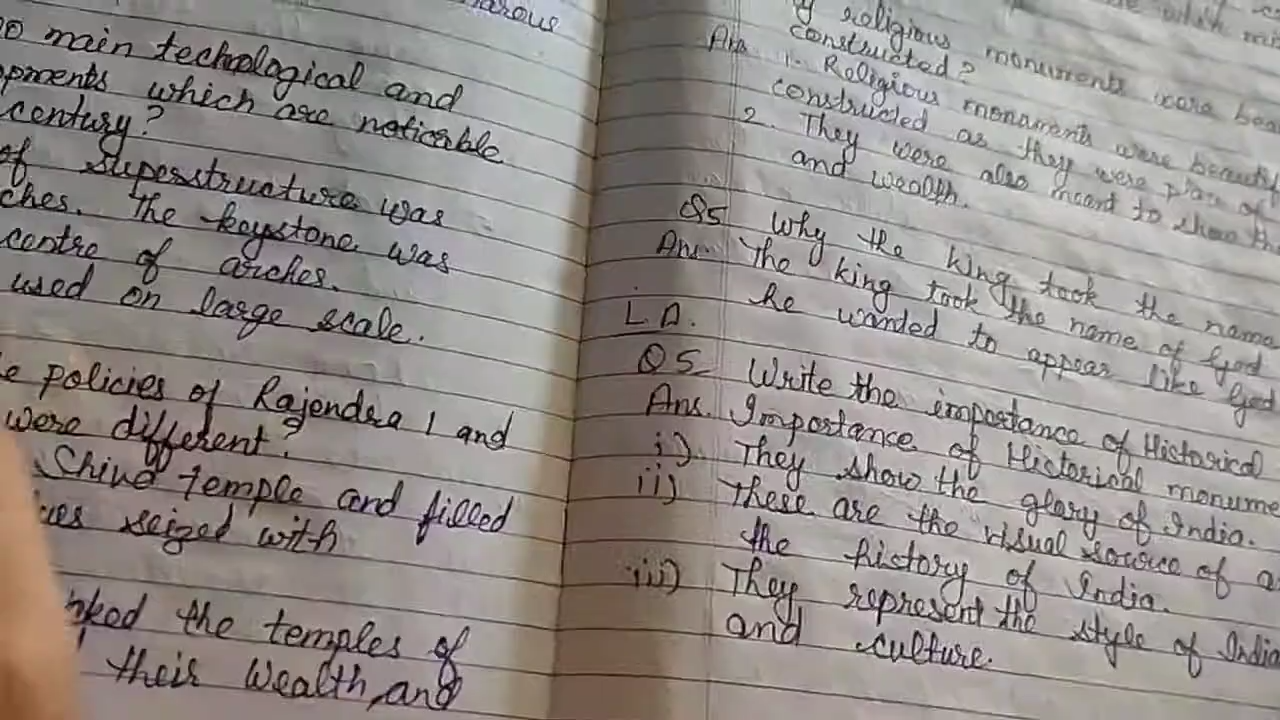 main technological and
which are noticable
century?
of superstructure was
The keystone was
centre of arches.
used on large scale.
policies of Rajendra I and
were different?
Shiva temple and filled
seized with
the temples of
their wealth, and
religious monuments were
constructed?
Ans. 1. Religious monuments were
constructed as they were place of
2. They were also meant to show
and wealth.
Q5 Why the king took the name
Ans. The king took the name of God
he wanted to appear like God
L.A.
Q5 Write the importance of Historical
Ans. Importance of Historical
i) They show the glory of India.
ii) These are the visual source of
the history of India.
iii) They represent the style of
and culture.